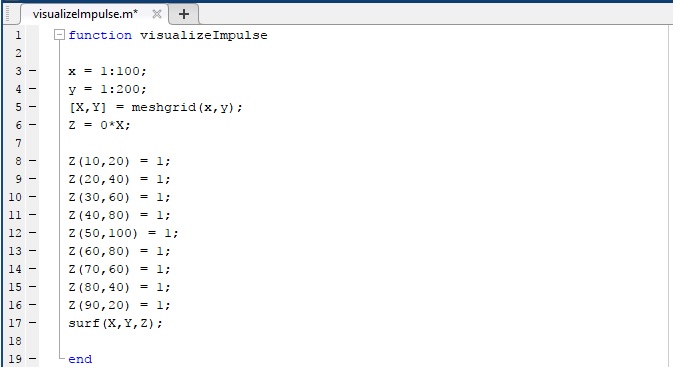 visualizeImpulse.m* × +
1 function visualizeImpulse
2
3 – x = 1:100;
4 – y = 1:200;
5 – [X,Y] = meshgrid(x,y);
6 – Z = 0*X;
7
8 – Z(10,20) = 1;
9 – Z(20,40) = 1;
10 – Z(30,60) = 1;
11 – Z(40,80) = 1;
12 – Z(50,100) = 1;
13 – Z(60,80) = 1;
14 – Z(70,60) = 1;
15 – Z(80,40) = 1;
16 – Z(90,20) = 1;
17 – surf(X,Y,Z);
18
19 – end